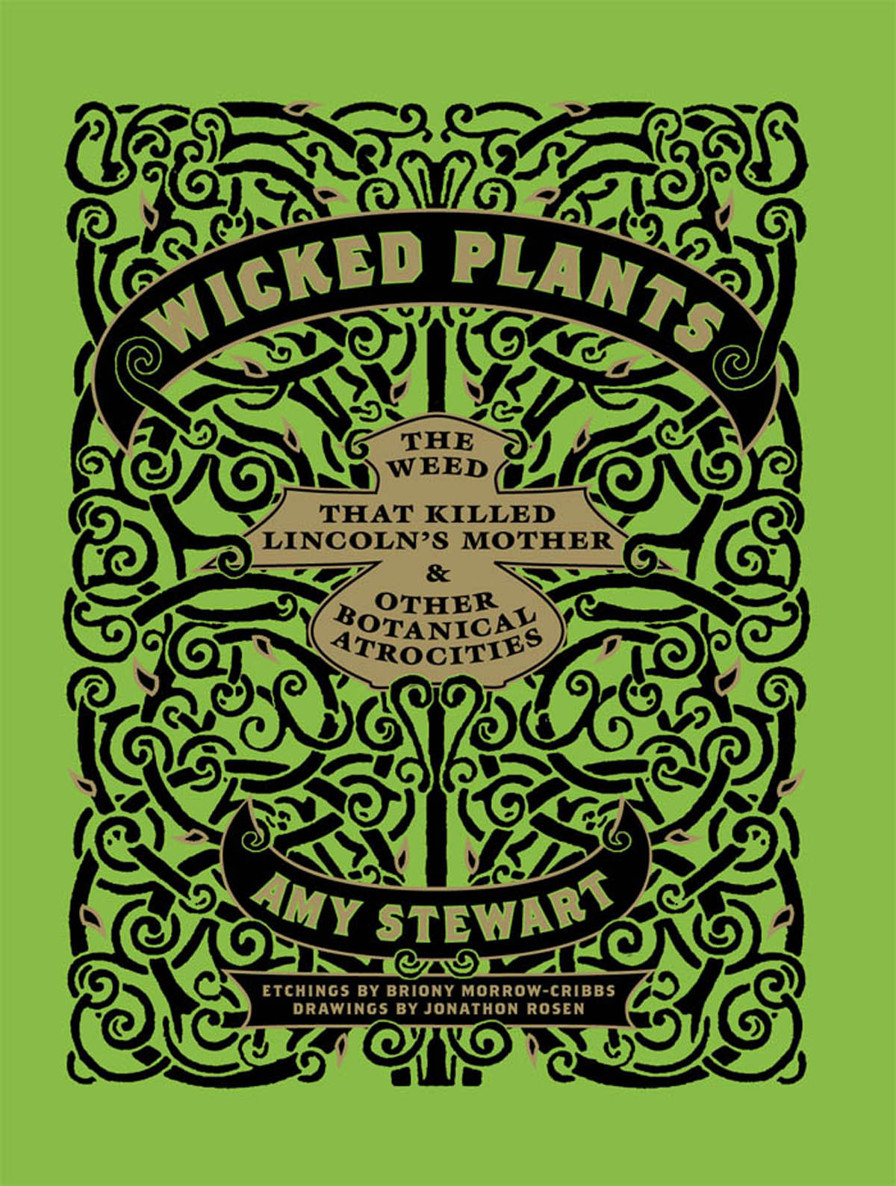 WICKED PLANTS
THE
WEED
THAT KILLED
LINCOLN'S MOTHER
&
OTHER
BOTANICAL
ATROCITIES
AMY STEWART
ETCHINGS BY BRIONY MORROW-CRIBBS
DRAWINGS BY JONATHON ROSEN